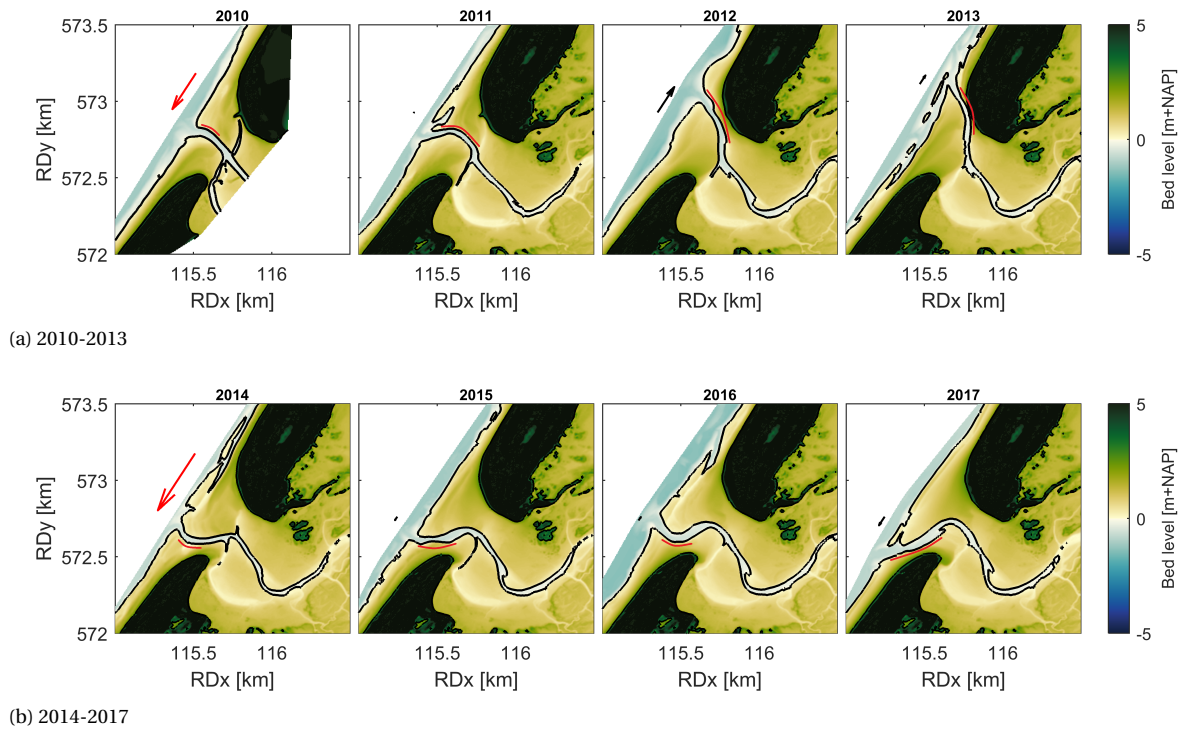 2010 2011 2012 2013
573.5 5
573
RDy [km] 0 Bed level [m+NAP]
572.5
572 -5
115.5 116 115.5 116 115.5 116 115.5 116
RDx [km] RDx [km] RDx [km] RDx [km]
(a) 2010-2013
2014 2015 2016 2017
573.5 5
573
RDy [km] 0 Bed level [m+NAP]
572.5
572 -5
115.5 116 115.5 116 115.5 116 115.5 116
RDx [km] RDx [km] RDx [km] RDx [km]
(b) 2014-2017